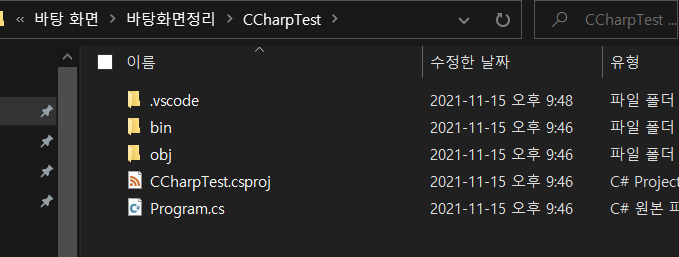 « 바탕 화면 › 바탕화면정리 › CCharpTest ›
CCharpTest ...
이름 수정한 날짜 유형
.vscode 2021-11-15 오후 9:48 파일 폴더
bin 2021-11-15 오후 9:46 파일 폴더
obj 2021-11-15 오후 9:46 파일 폴더
CCharpTest.csproj 2021-11-15 오후 9:46 C# Project
Program.cs 2021-11-15 오후 9:46 C# 원본 파